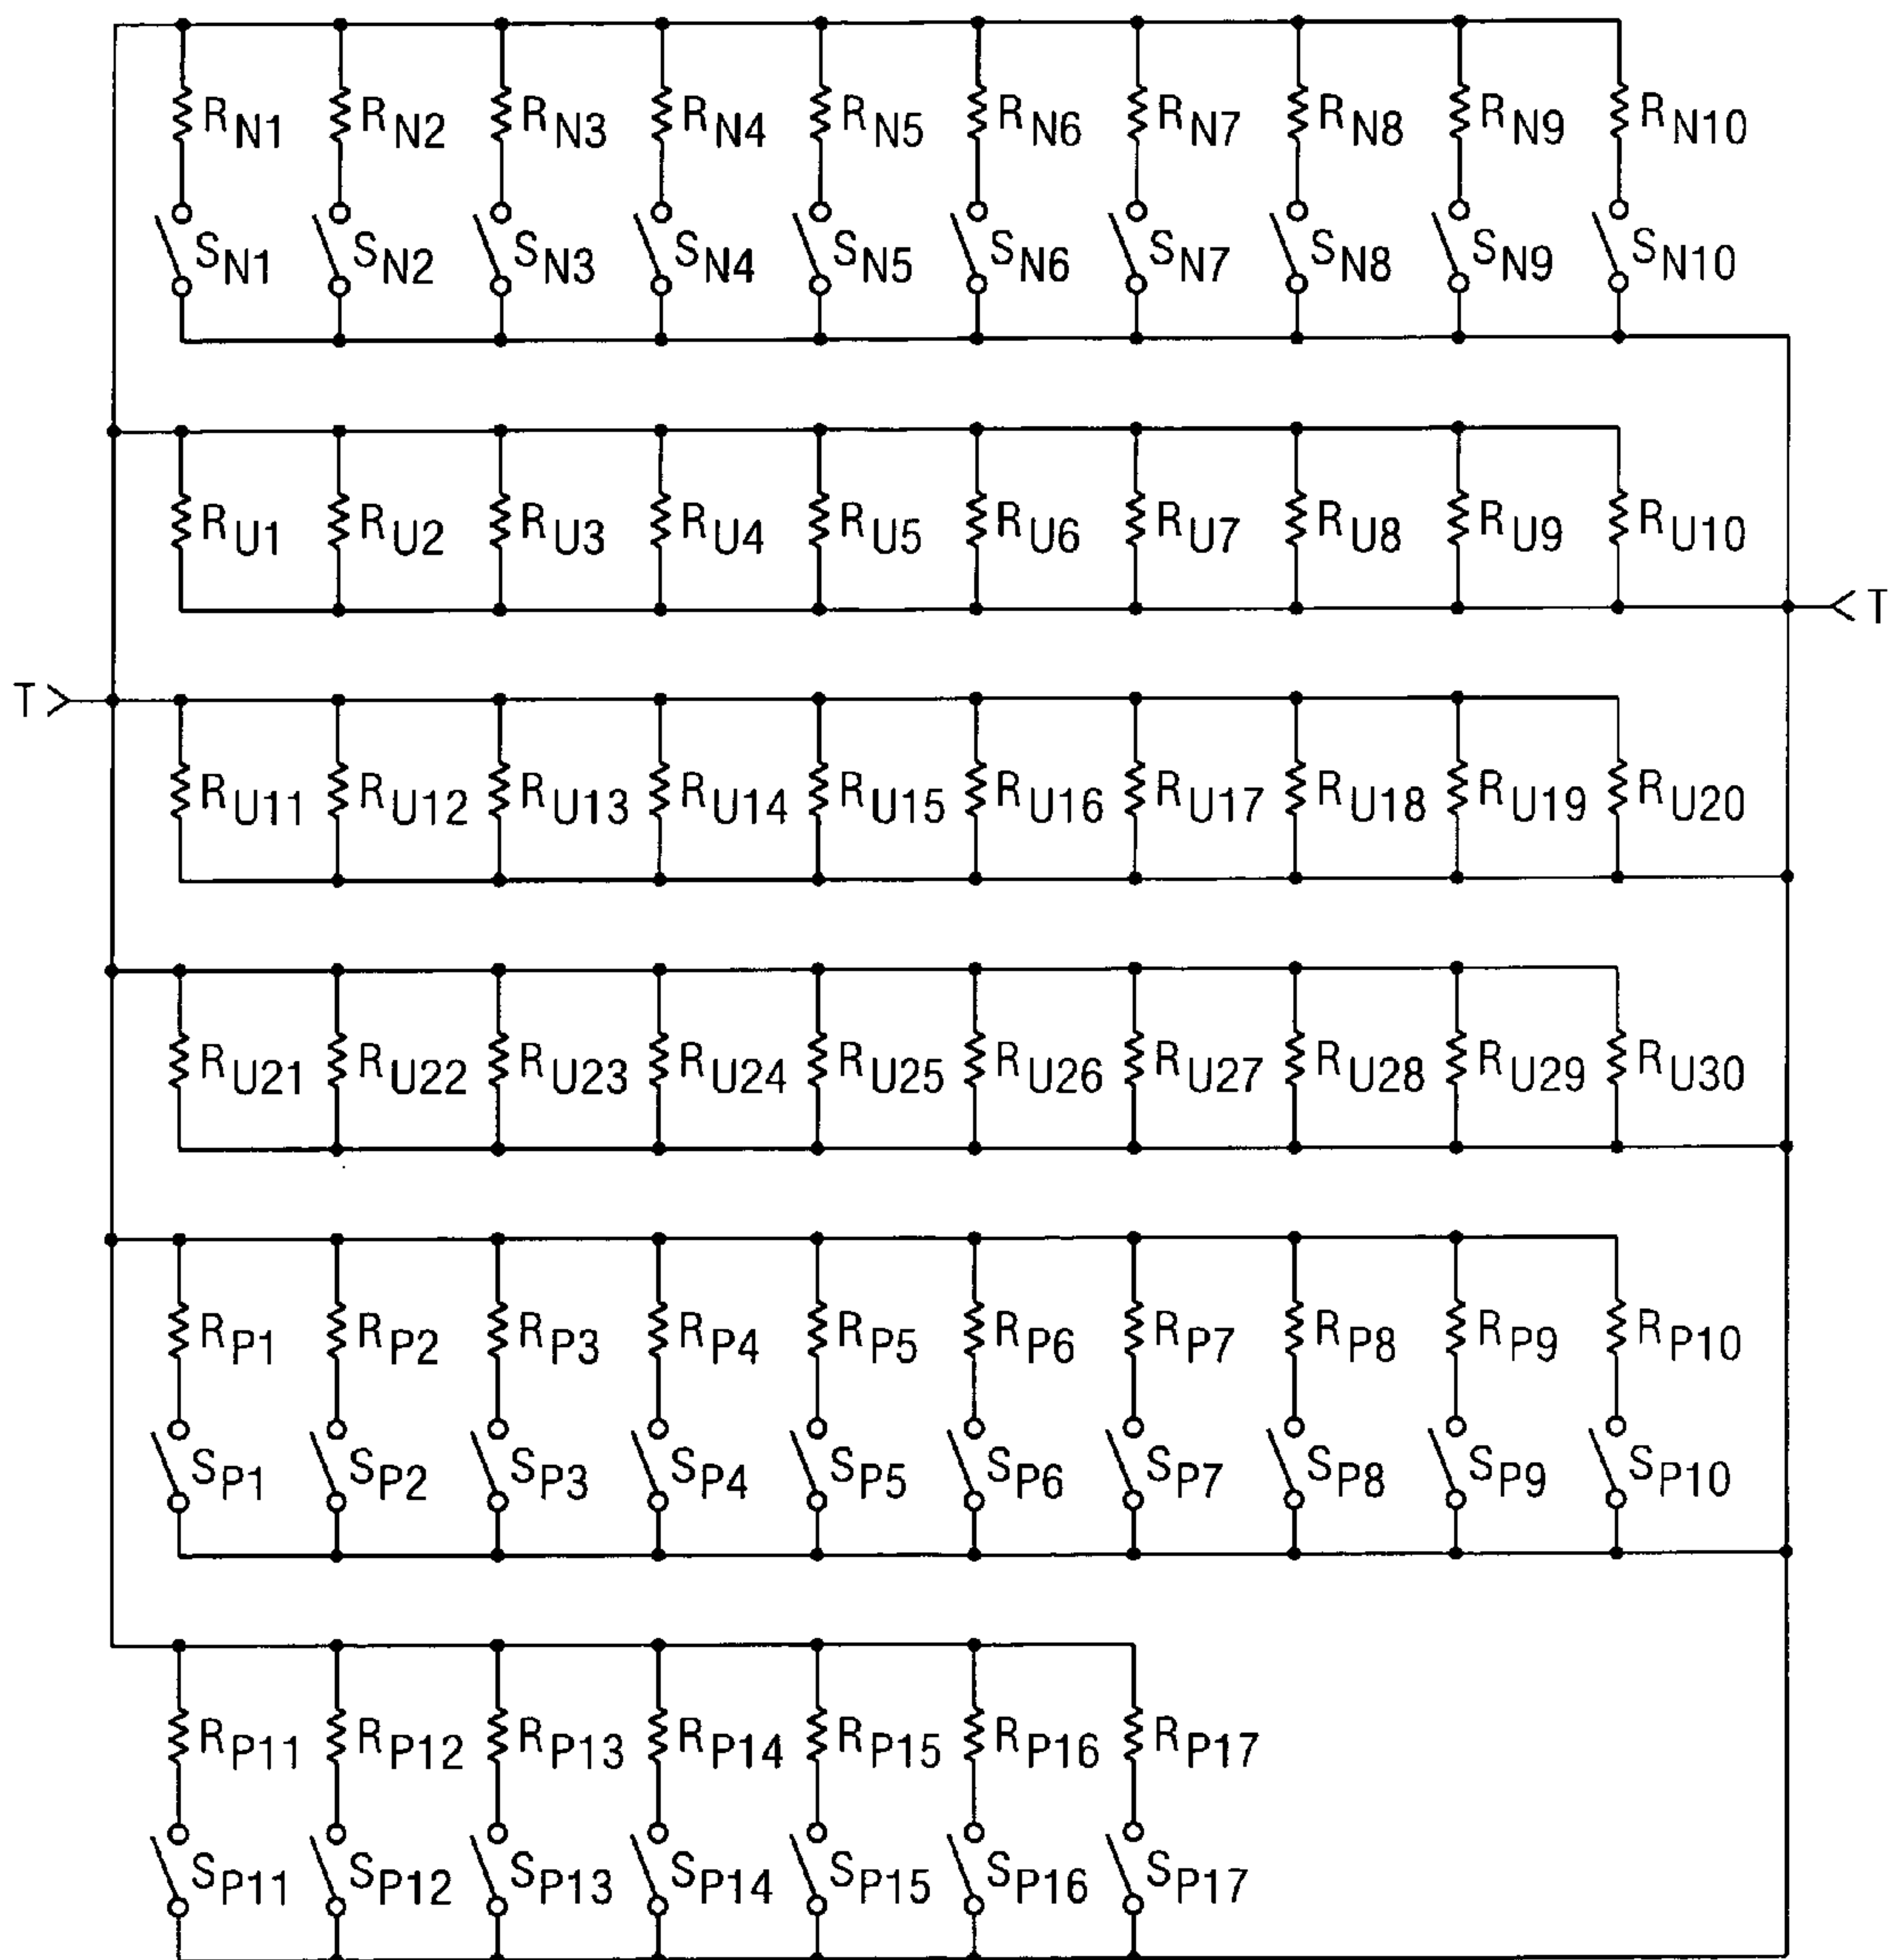 RN1 RN2 RN3 RN4 RN5 RN6 RN7 RN8 RN9 RN10
SN1 SN2 SN3 SN4 SN5 SN6 SN7 SN8 SN9 SN10
RU1 RU2 RU3 RU4 RU5 RU6 RU7 RU8 RU9 RU10
T
T
RU11 RU12 RU13 RU14 RU15 RU16 RU17 RU18 RU19 RU20
RU21 RU22 RU23 RU24 RU25 RU26 RU27 RU28 RU29 RU30
RP1 RP2 RP3 RP4 RP5 RP6 RP7 RP8 RP9 RP10
SP1 SP2 SP3 SP4 SP5 SP6 SP7 SP8 SP9 SP10
RP11 RP12 RP13 RP14 RP15 RP16 RP17
SP11 SP12 SP13 SP14 SP15 SP16 SP17